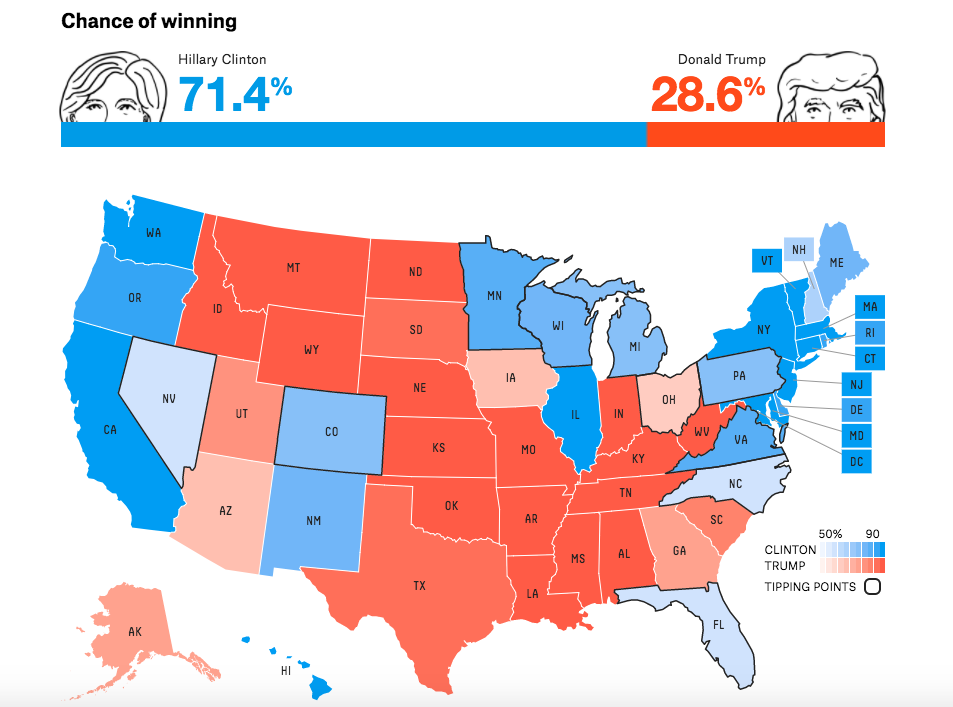 Chance of winning
Hillary Clinton
71.4%
Donald Trump
28.6%
WA
MT
ND
MN
VT
NH
ME
OR
ID
SD
WI
MI
NY
MA
RI
CT
WY
NE
IA
PA
NJ
DE
MD
DC
NV
UT
CO
KS
MO
IL
IN
OH
WV
VA
KY
CA
AZ
NM
OK
AR
TN
NC
SC
MS
AL
GA
TX
LA
FL
AK
HI
50% 90
CLINTON
TRUMP
TIPPING POINTS